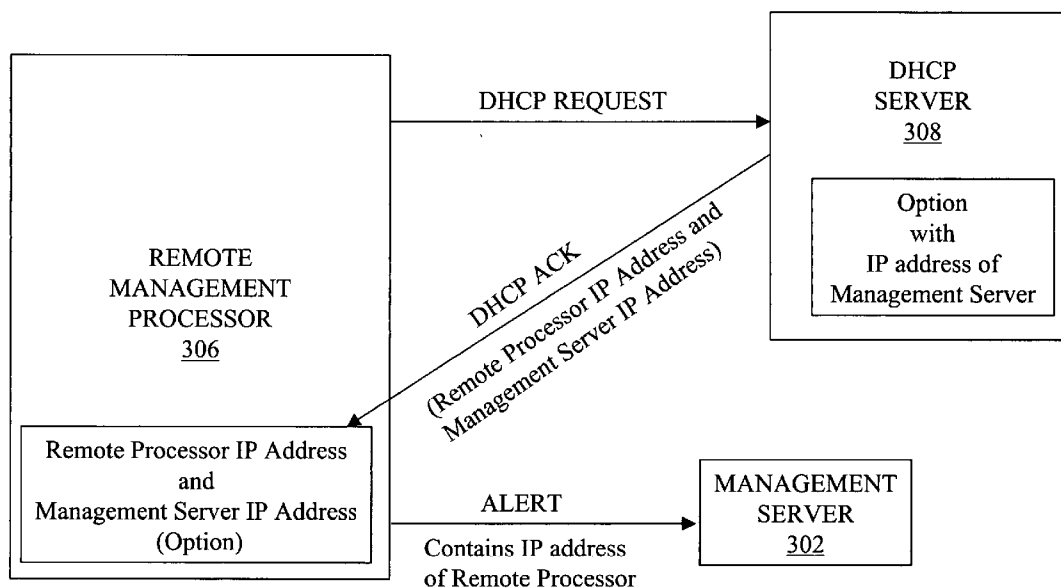 DHCP REQUEST
DHCP
SERVER
308
Option
with
IP address of
Management Server
DHCP ACK
(Remote Processor IP Address and
Management Server IP Address)
REMOTE
MANAGEMENT
PROCESSOR
306
Remote Processor IP Address
and
Management Server IP Address
(Option)
ALERT
Contains IP address
of Remote Processor
MANAGEMENT
SERVER
302